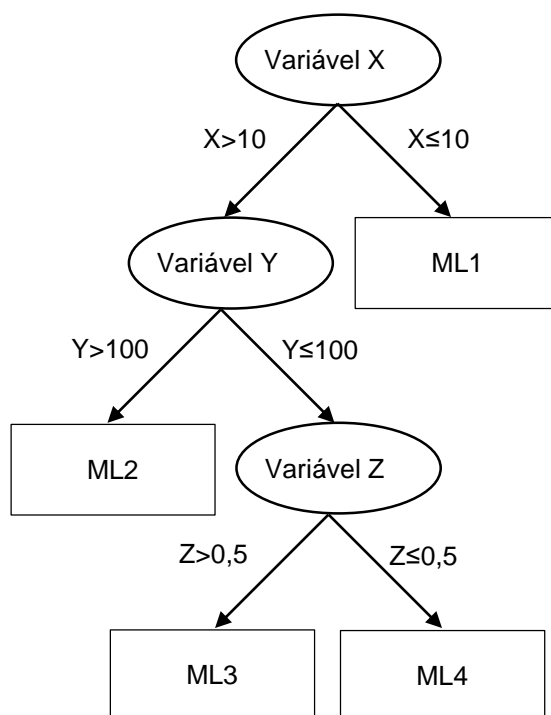 Variável X
X>10
X≤10
Variável Y
ML1
Y>100
Y≤100
ML2
Variável Z
Z>0,5
Z≤0,5
ML3
ML4